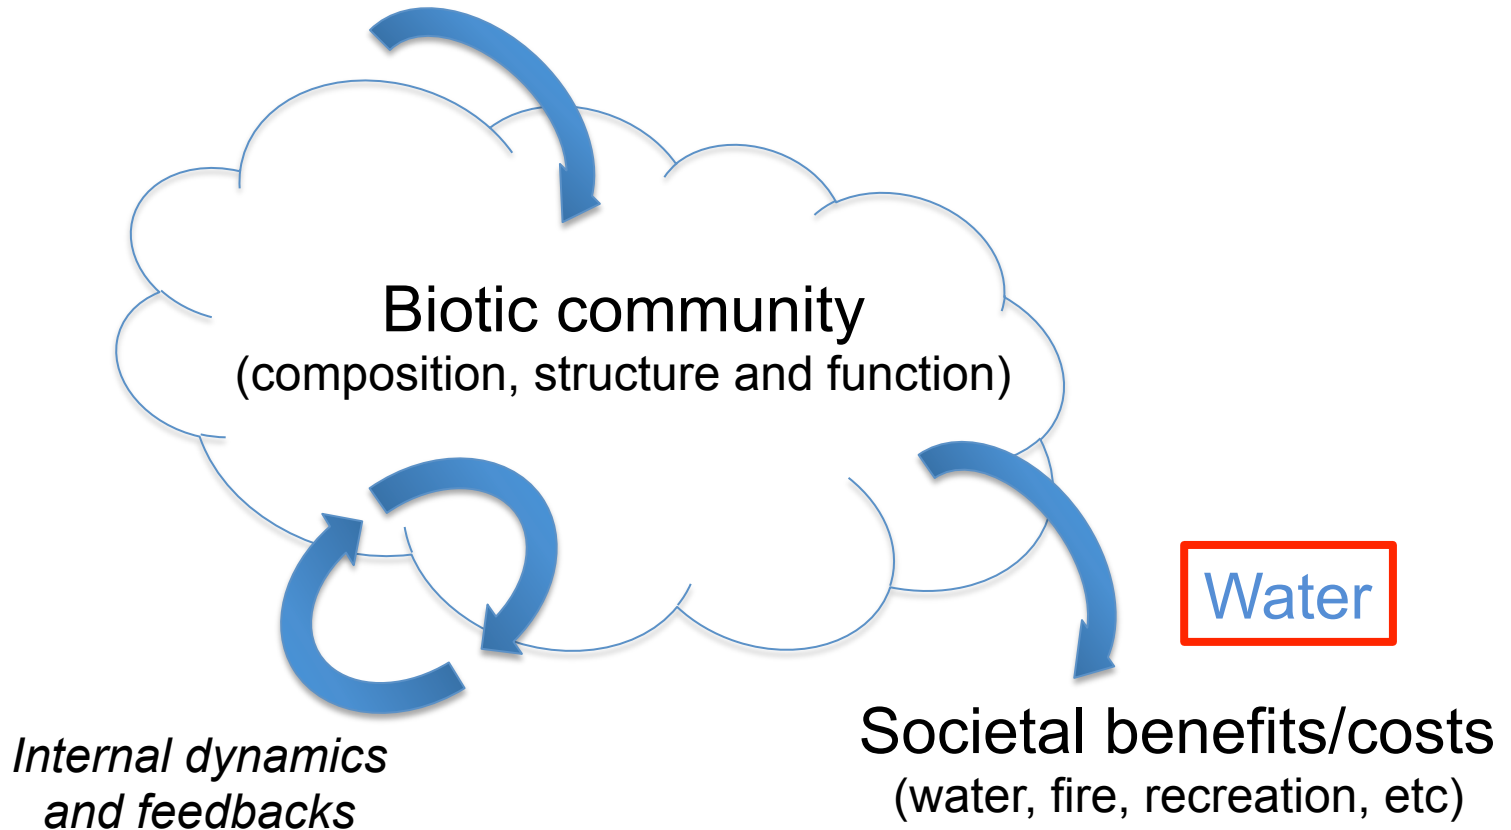 Biotic community
(composition, structure and function)
Water
Societal benefits/costs
(water, fire, recreation, etc)
Internal dynamics
and feedbacks